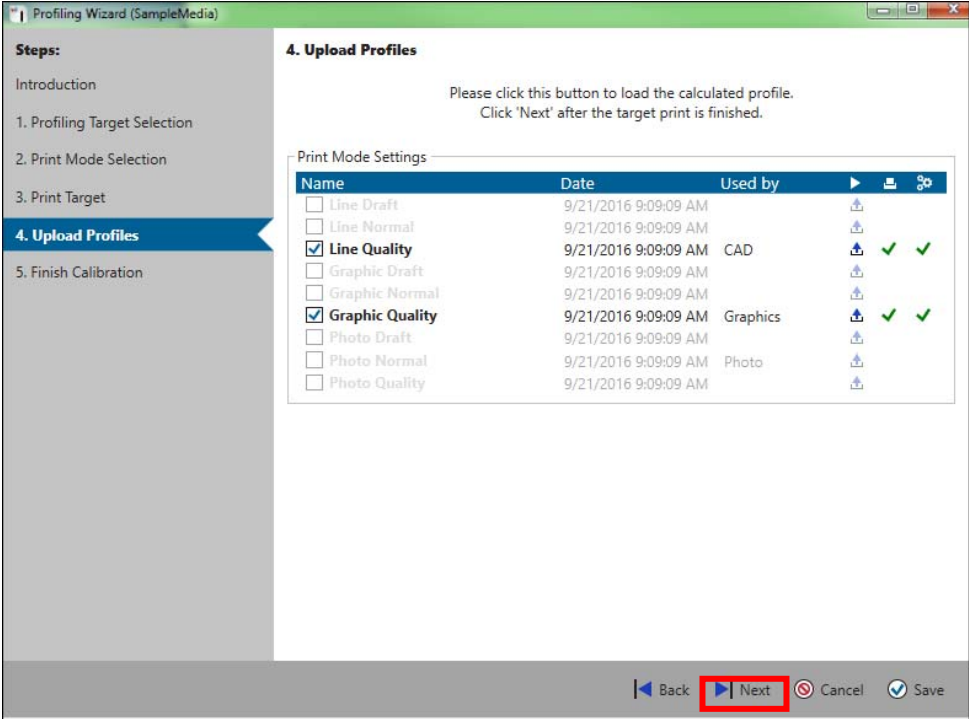 Profiling Wizard (SampleMedia)
Steps:
Introduction
1. Profiling Target Selection
2. Print Mode Selection
3. Print Target
4. Upload Profiles
5. Finish Calibration
4. Upload Profiles
Please click this button to load the calculated profile.
Click 'Next' after the target print is finished.
Print Mode Settings
Name Date Used by
Line Draft 9/21/2016 9:09:09 AM
Line Normal 9/21/2016 9:09:09 AM
Line Quality 9/21/2016 9:09:09 AM CAD
Graphic Draft 9/21/2016 9:09:09 AM
Graphic Normal 9/21/2016 9:09:09 AM
Graphic Quality 9/21/2016 9:09:09 AM Graphics
Photo Draft 9/21/2016 9:09:09 AM
Photo Normal 9/21/2016 9:09:09 AM Photo
Photo Quality 9/21/2016 9:09:09 AM
Back Next Cancel Save